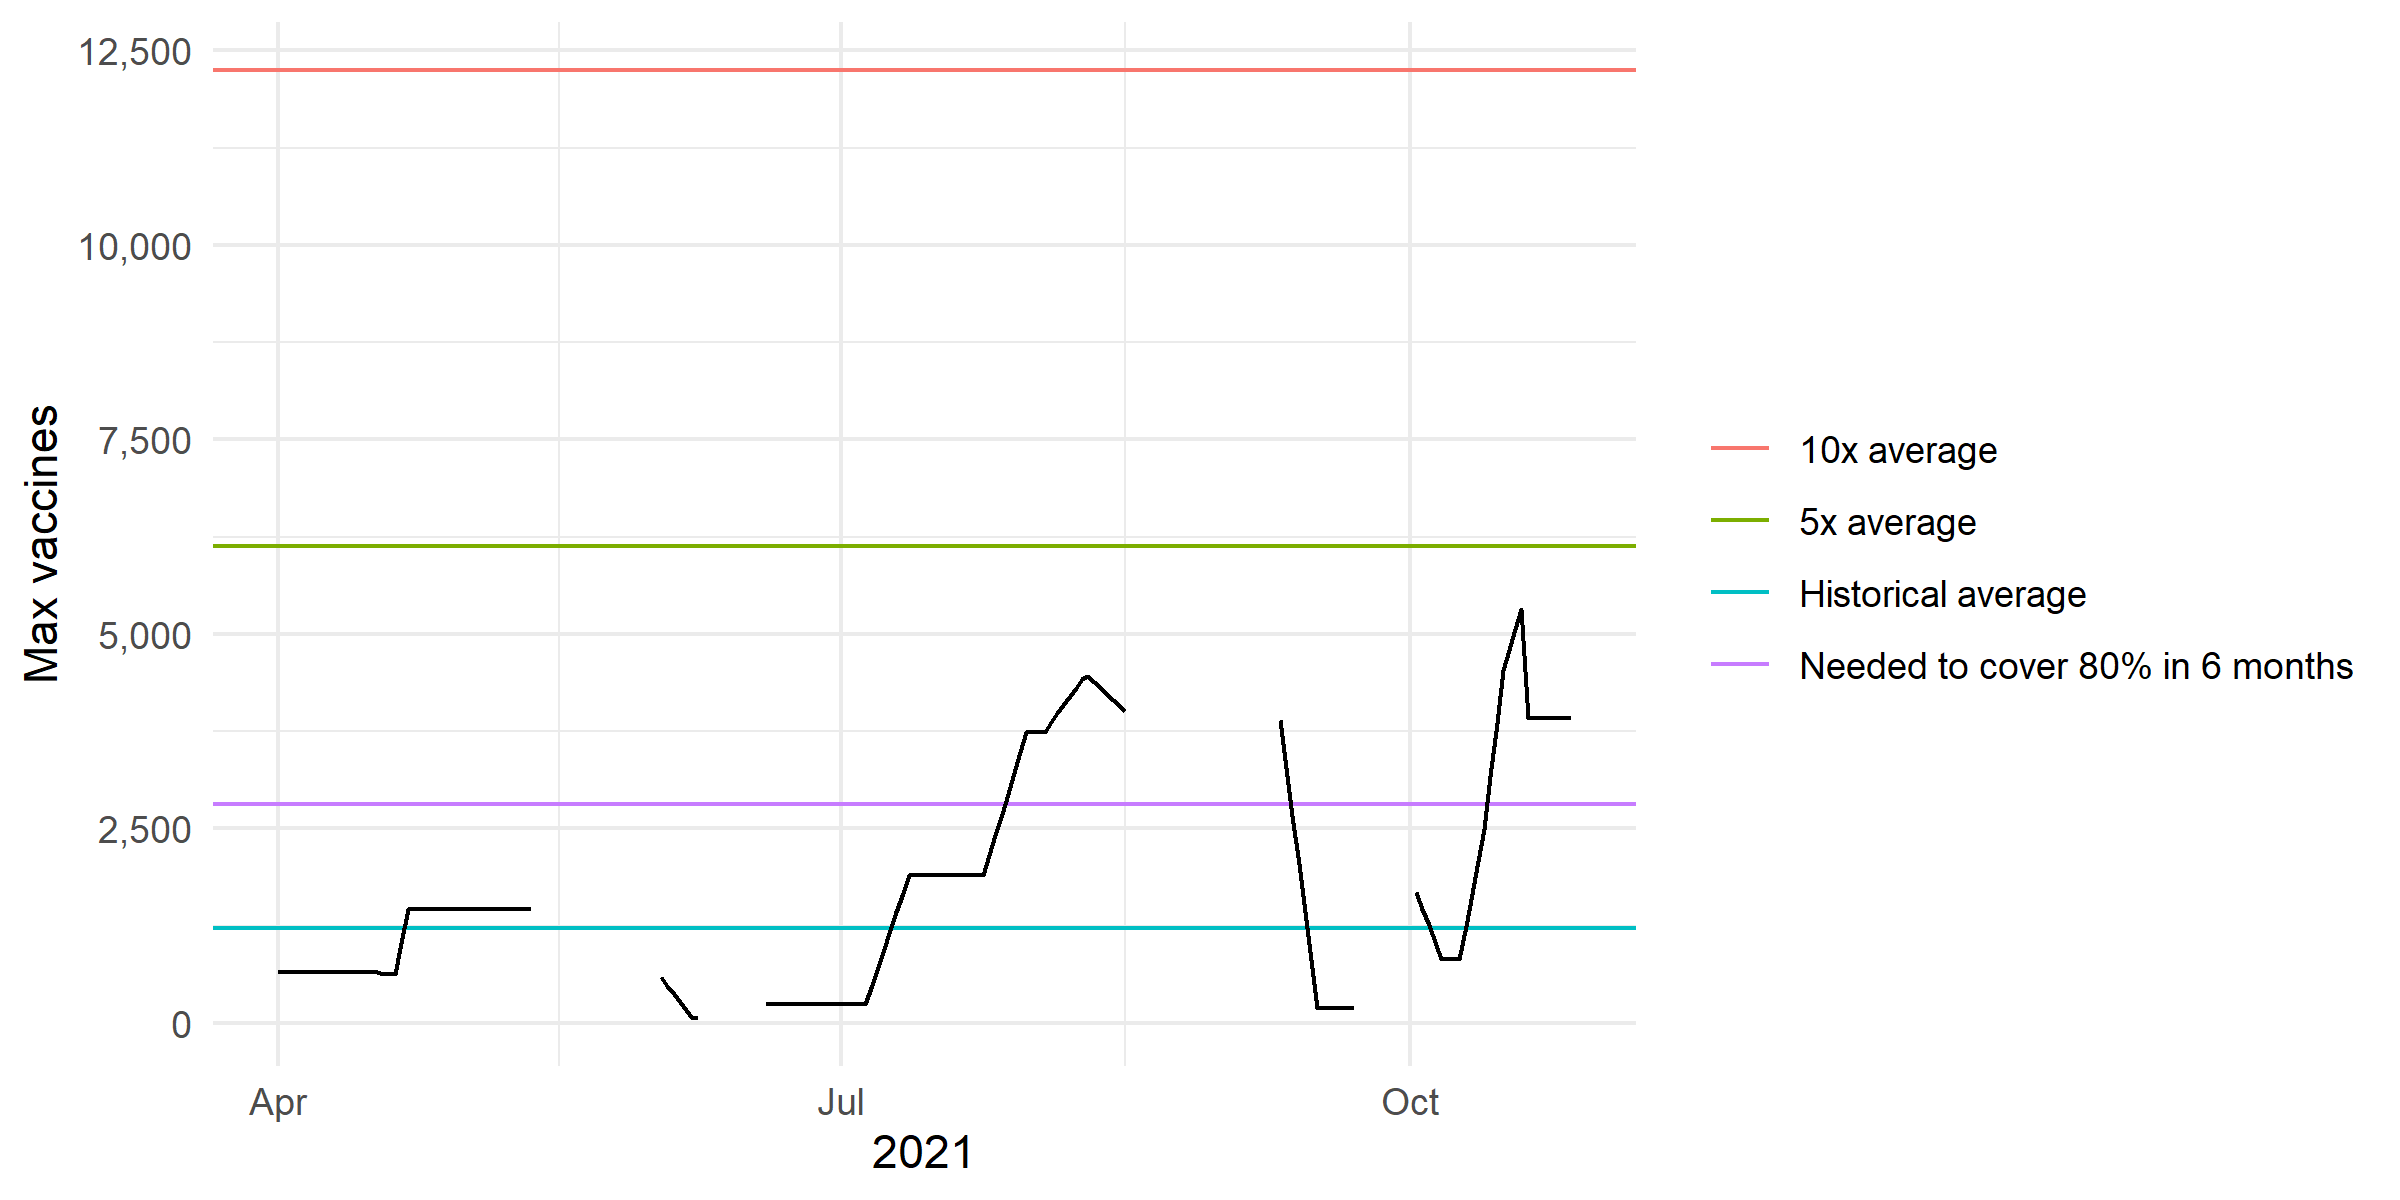 12,500
10,000
7,500
5,000
2,500
0
Max vaccines
Apr
Jul
Oct
2021
10x average
5x average
Historical average
Needed to cover 80% in 6 months